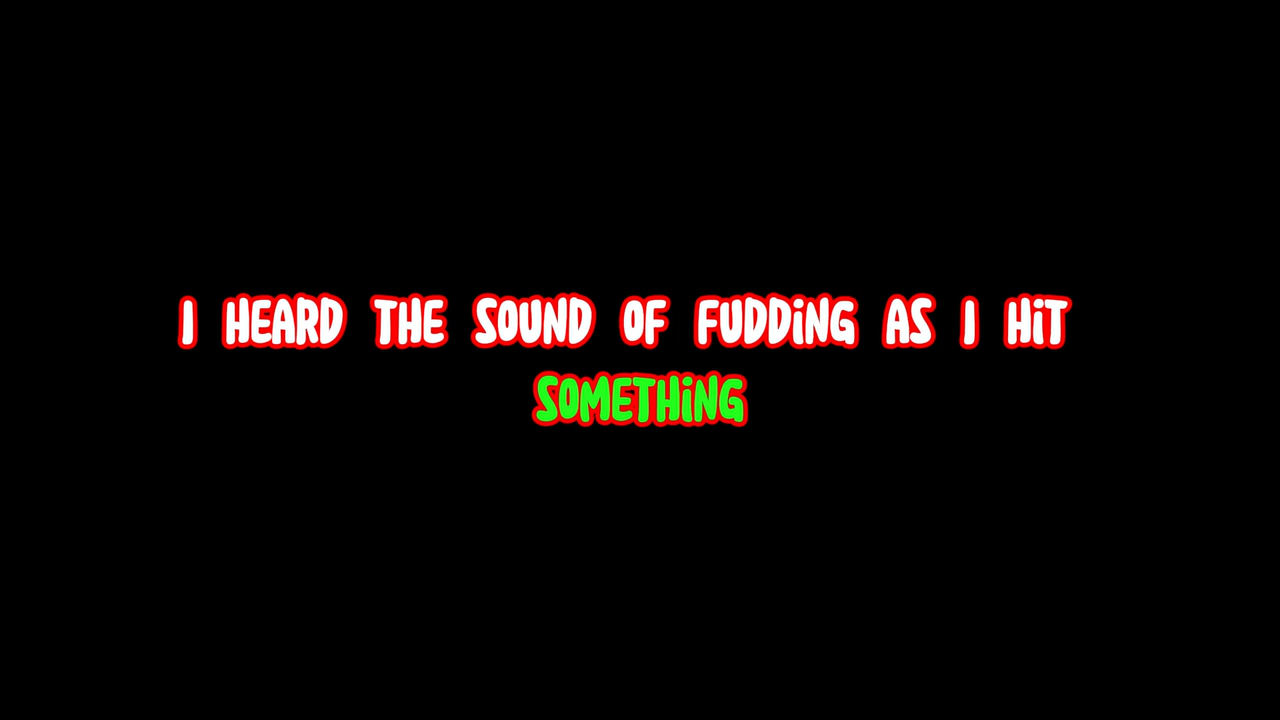 I HEARD THE SOUND OF FUDDING AS I HIT
SOMETHING